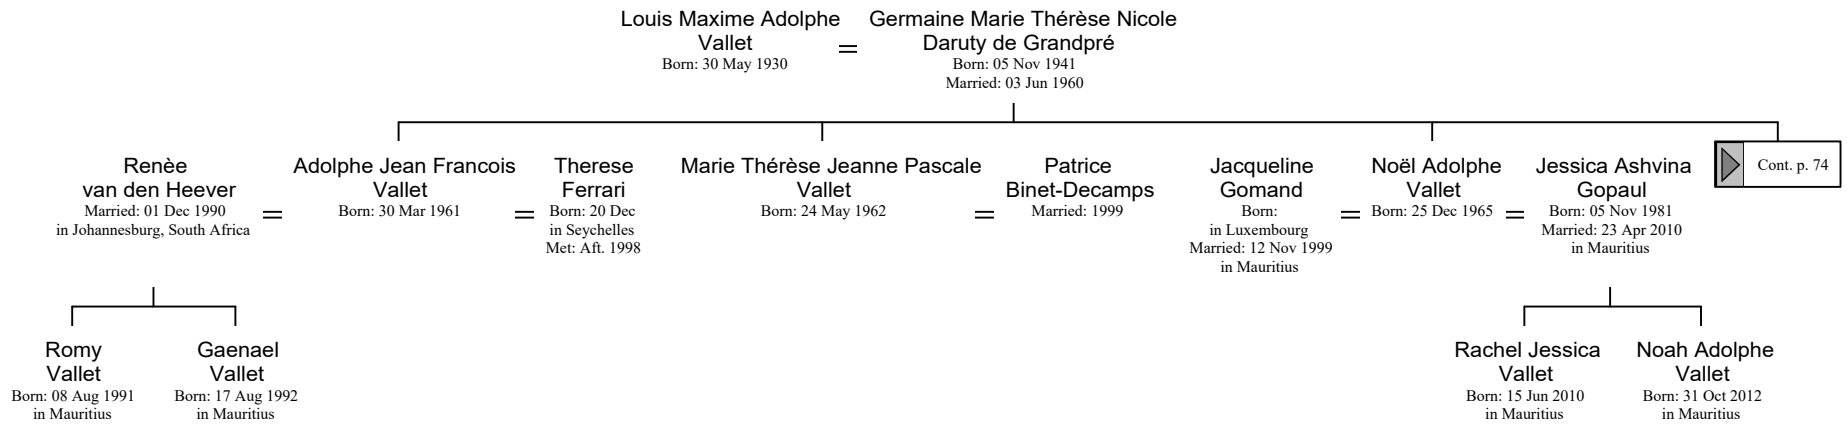 Louis Maxime Adolphe
Vallet
Born: 30 May 1930
=
Germaine Marie Thérèse Nicole
Daruty de Grandpré
Born: 05 Nov 1941
Married: 03 Jun 1960
Renèe
van den Heever
Married: 01 Dec 1990
in Johannesburg, South Africa
=
Adolphe Jean Francois
Vallet
Born: 30 Mar 1961
=
Therese
Ferrari
Born: 20 Dec
in Seychelles
Met: Aft. 1998
Marie Thérèse Jeanne Pascale
Vallet
Born: 24 May 1962
=
Patrice
Binet-Decamps
Married: 1999
Jacqueline
Gomand
Born:
in Luxembourg
Married: 12 Nov 1999
in Mauritius
=
Noël Adolphe
Vallet
Born: 25 Dec 1965
=
Jessica Ashvina
Gopaul
Born: 05 Nov 1981
Married: 23 Apr 2010
in Mauritius
Cont. p. 74
Romy
Vallet
Born: 08 Aug 1991
in Mauritius
Gaenael
Vallet
Born: 17 Aug 1992
in Mauritius
Rachel Jessica
Vallet
Born: 15 Jun 2010
in Mauritius
Noah Adolphe
Vallet
Born: 31 Oct 2012
in Mauritius